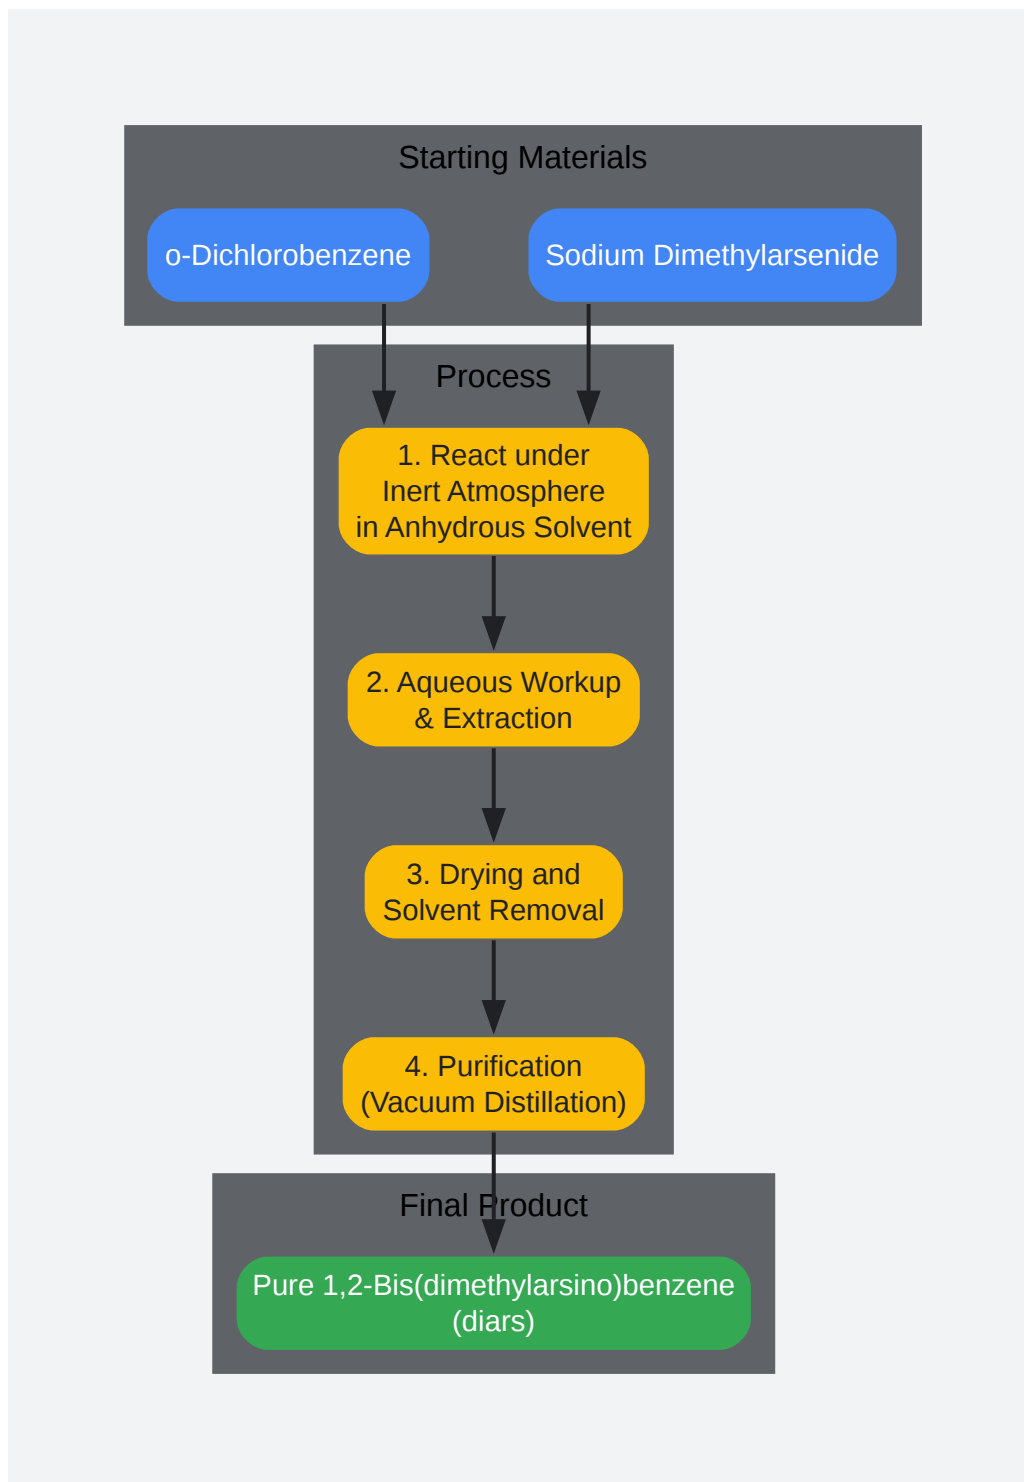 Starting Materials
o-Dichlorobenzene
Sodium Dimethylarsenide
Process
1. React under
Inert Atmosphere
in Anhydrous Solvent
2. Aqueous Workup
& Extraction
3. Drying and
Solvent Removal
4. Purification
(Vacuum Distillation)
Final Product
Pure 1,2-Bis(dimethylarsino)benzene
(diars)